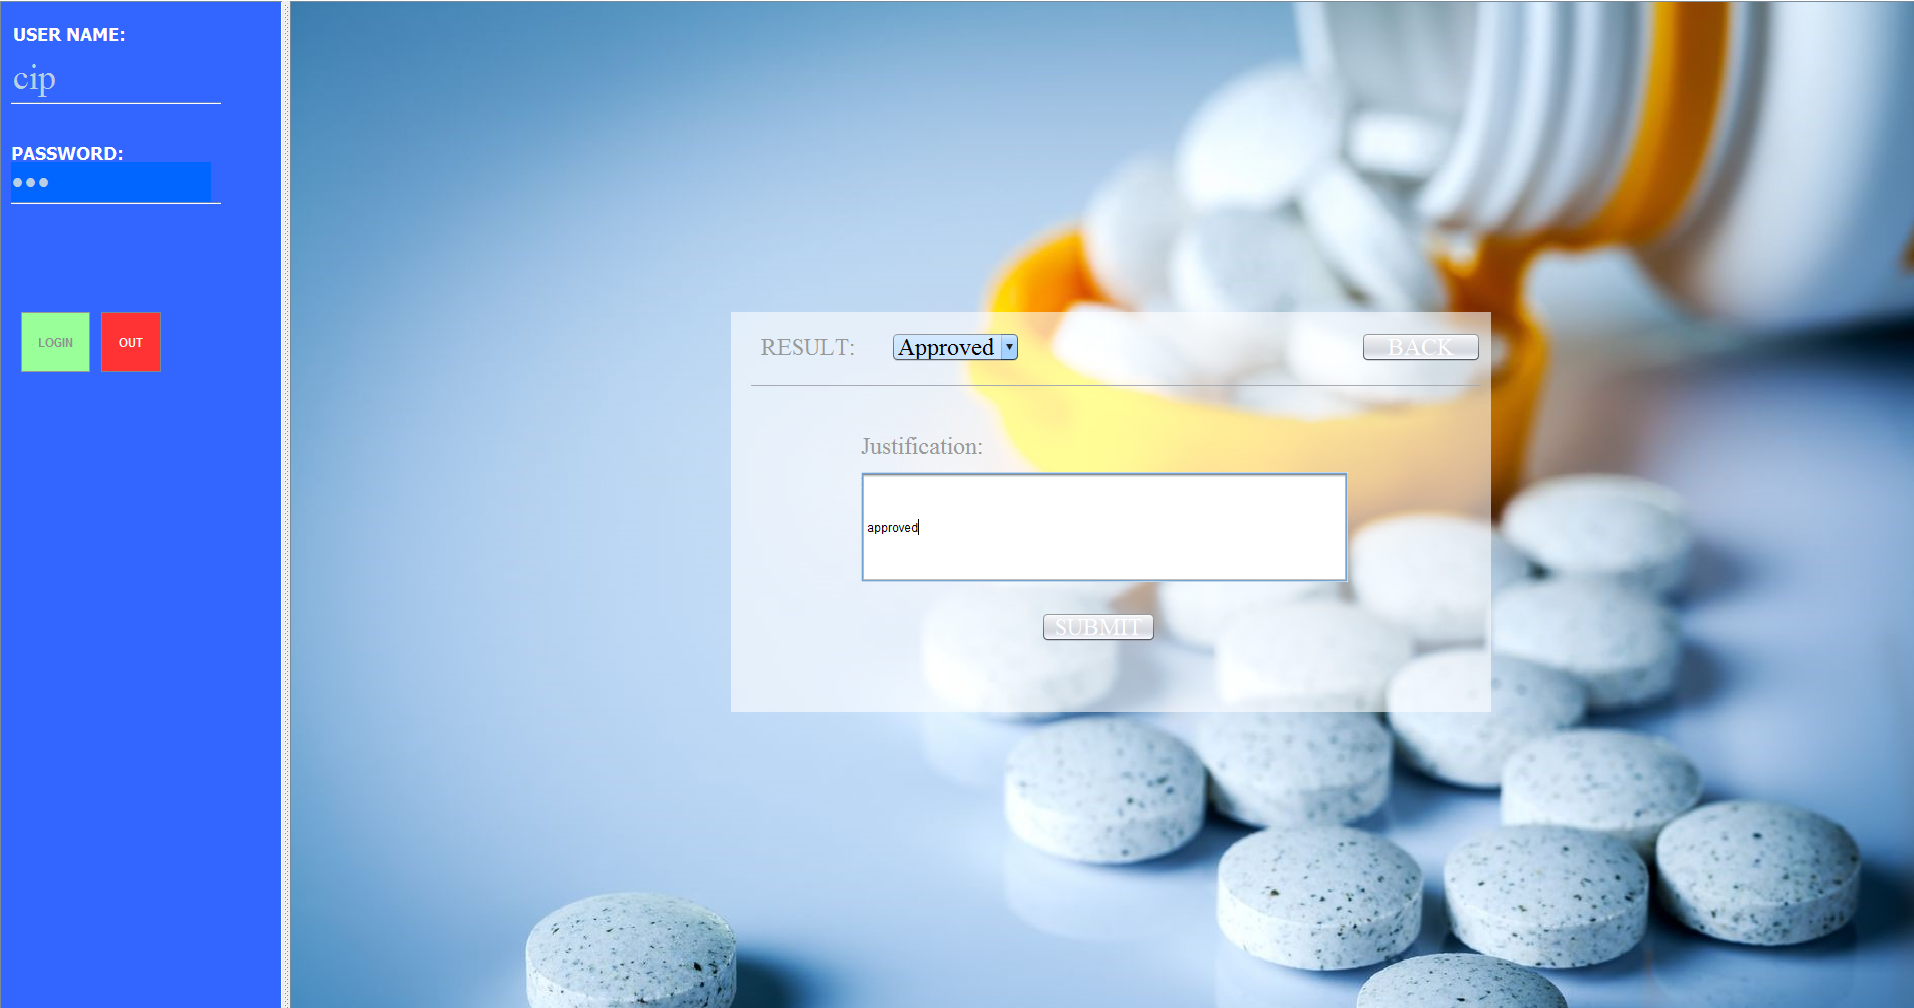 USER NAME:
cip
PASSWORD:
•••
LOGIN OUT
RESULT: Approved BACK
Justification:
approved
SUBMIT